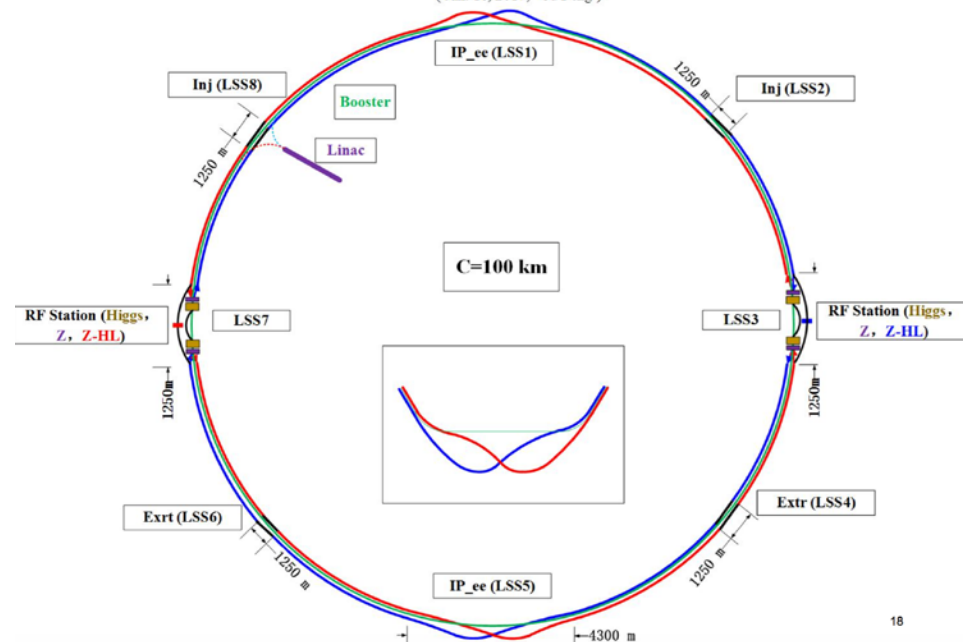 IP_ee (LSS1)
1250 m
Inj (LSS8)
Inj (LSS2)
Booster
Linac
1250 m
C=100 km
RF Station (Higgs,
Z, Z-HL)
LSS7
LSS3
RF Station (Higgs,
Z, Z-HL)
1250m
1250m
Exrt (LSS6)
Extr (LSS4)
1250 m
1250 m
IP_ee (LSS5)
4300 m
18